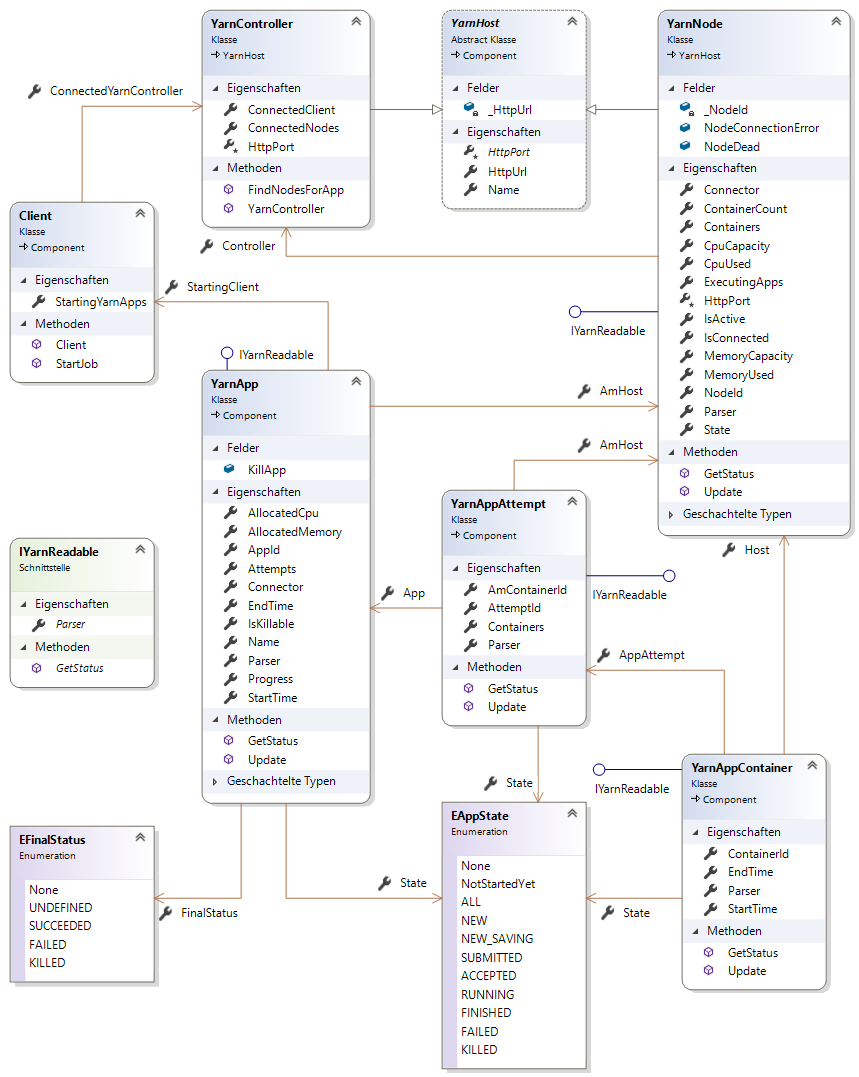 YarnController
Klasse
YarnHost
Eigenschaften
ConnectedClient
ConnectedNodes
HttpPort
Methoden
FindNodesForApp
YarnController
YarnHost
Abstract Klasse
Component
Felder
_HttpUrl
Eigenschaften
HttpPort
HttpUrl
Name
YarnNode
Klasse
YarnHost
Felder
_NodeId
NodeConnectionError
NodeDead
Eigenschaften
Connector
ContainerCount
Containers
CpuCapacity
CpuUsed
ExecutingApps
HttpPort
IsActive
IsConnected
MemoryCapacity
MemoryUsed
NodeId
Parser
State
Methoden
GetStatus
Update
Geschachtelte Typen
ConnectedYarnController
Client
Klasse
Component
Eigenschaften
StartingYarnApps
Methoden
Client
StartJob
Controller
StartingClient
IYarnReadable
IYarnReadable
YarnApp
Klasse
Component
Felder
KillApp
Eigenschaften
AllocatedCpu
AllocatedMemory
AppId
Attempts
Connector
EndTime
IsKillable
Name
Parser
Progress
StartTime
Methoden
GetStatus
Update
Geschachtelte Typen
AmHost
AmHost
YarnAppAttempt
Klasse
Component
Eigenschaften
AmContainerId
AttemptId
Containers
Parser
Methoden
GetStatus
Update
IYarnReadable
Schnittstelle
Eigenschaften
Parser
Methoden
GetStatus
App
IYarnReadable
Host
AppAttempt
YarnAppContainer
Klasse
Component
Eigenschaften
ContainerId
EndTime
Parser
StartTime
Methoden
GetStatus
Update
IYarnReadable
State
EFinalStatus
Enumeration
None
UNDEFINED
SUCCEEDED
FAILED
KILLED
FinalStatus
State
EAppState
Enumeration
None
NotStartedYet
ALL
NEW
NEW_SAVING
SUBMITTED
ACCEPTED
RUNNING
FINISHED
FAILED
KILLED
State